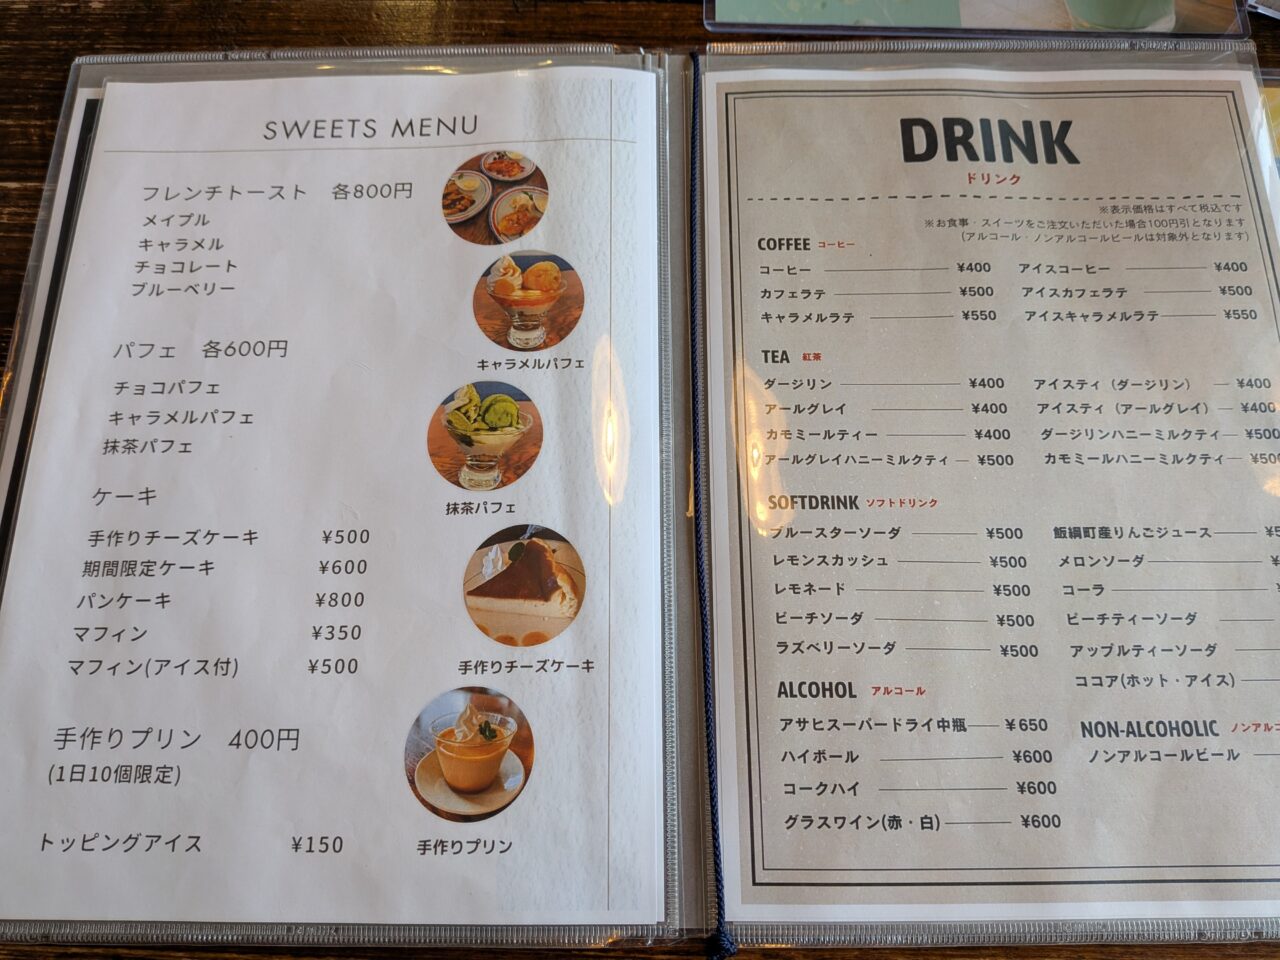 SWEETS MENU
フレンチトースト 各800円
メイプル
キャラメル
チョコレート
ブルーベリー
パフェ 各600円
チョコパフェ
キャラメルパフェ
抹茶パフェ
ケーキ
手作りチーズケーキ ¥500
期間限定ケーキ ¥600
パンケーキ ¥800
マフィン ¥350
マフィン(アイス付) ¥500
手作りプリン 400円
(1日10個限定)
トッピングアイス ¥150
キャラメルパフェ
抹茶パフェ
手作りチーズケーキ
手作りプリン
DRINK
ドリンク
※表示価格はすべて税込です
※お食事・スイーツをご注文いただいた場合100円引となります
(アルコール・ノンアルコールビールは対象外となります)
COFFEE コーヒー
コーヒー ¥400 アイスコーヒー ¥400
カフェラテ ¥500 アイスカフェラテ ¥500
キャラメルラテ ¥550 アイスキャラメルラテ ¥550
TEA 紅茶
ダージリン ¥400 アイスティ（ダージリン） ¥400
アールグレイ ¥400 アイスティ（アールグレイ） ¥400
カモミールティー ¥400 ダージリンハニーミルクティ ¥500
アールグレイハニーミルクティ ¥500 カモミールハニーミルクティ ¥500
SOFTDRINK ソフトドリンク
ブルースターソーダ ¥500 飯綱町産りんごジュース
レモンスカッシュ ¥500 メロンソーダ
レモネード ¥500 コーラ
ピーチソーダ ¥500 ピーチティーソーダ
ラズベリーソーダ ¥500 アップルティーソーダ
ココア(ホット・アイス)
ALCOHOL アルコール
アサヒスーパードライ中瓶 ¥650
ハイボール ¥600
コークハイ ¥600
グラスワイン(赤・白) ¥600
NON-ALCOHOLIC ノンアルコ
ノンアルコールビール